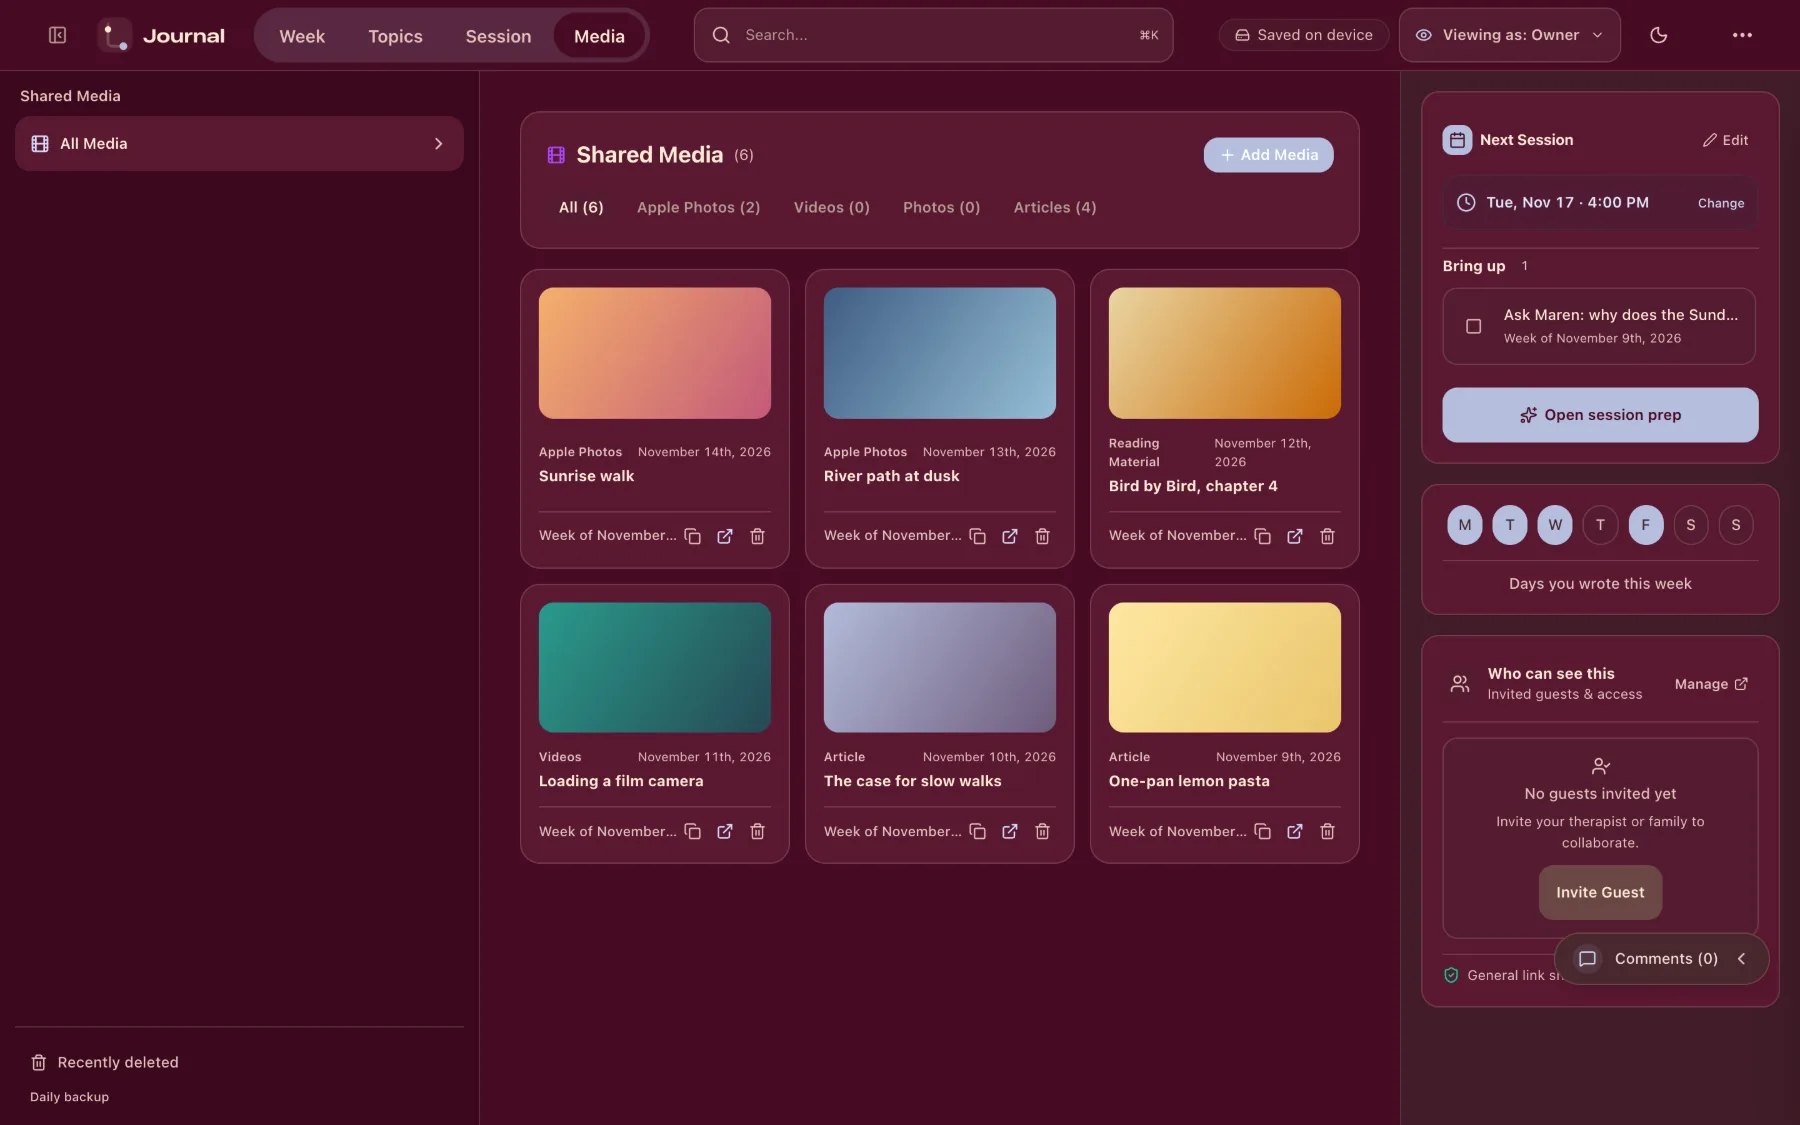 Journal
Week
Topics
Session
Media
Search...
⌘K
Saved on device
Viewing as: Owner
Shared Media
All Media
Recently deleted
Daily backup
Shared Media (6)
Add Media
All (6)
Apple Photos (2)
Videos (0)
Photos (0)
Articles (4)
Apple Photos November 14th, 2026
Sunrise walk
Week of November...
Apple Photos November 13th, 2026
River path at dusk
Week of November...
Reading Material
November 12th, 2026
Bird by Bird, chapter 4
Week of November...
Videos November 11th, 2026
Loading a film camera
Week of November...
Article November 10th, 2026
The case for slow walks
Week of November...
Article November 9th, 2026
One-pan lemon pasta
Week of November...
Next Session
Edit
Tue, Nov 17 · 4:00 PM
Change
Bring up 1
Ask Maren: why does the Sund...
Week of November 9th, 2026
Open session prep
M T W T F S S
Days you wrote this week
Who can see this
Invited guests & access
Manage
No guests invited yet
Invite your therapist or family to
collaborate.
Invite Guest
General link
Comments (0)